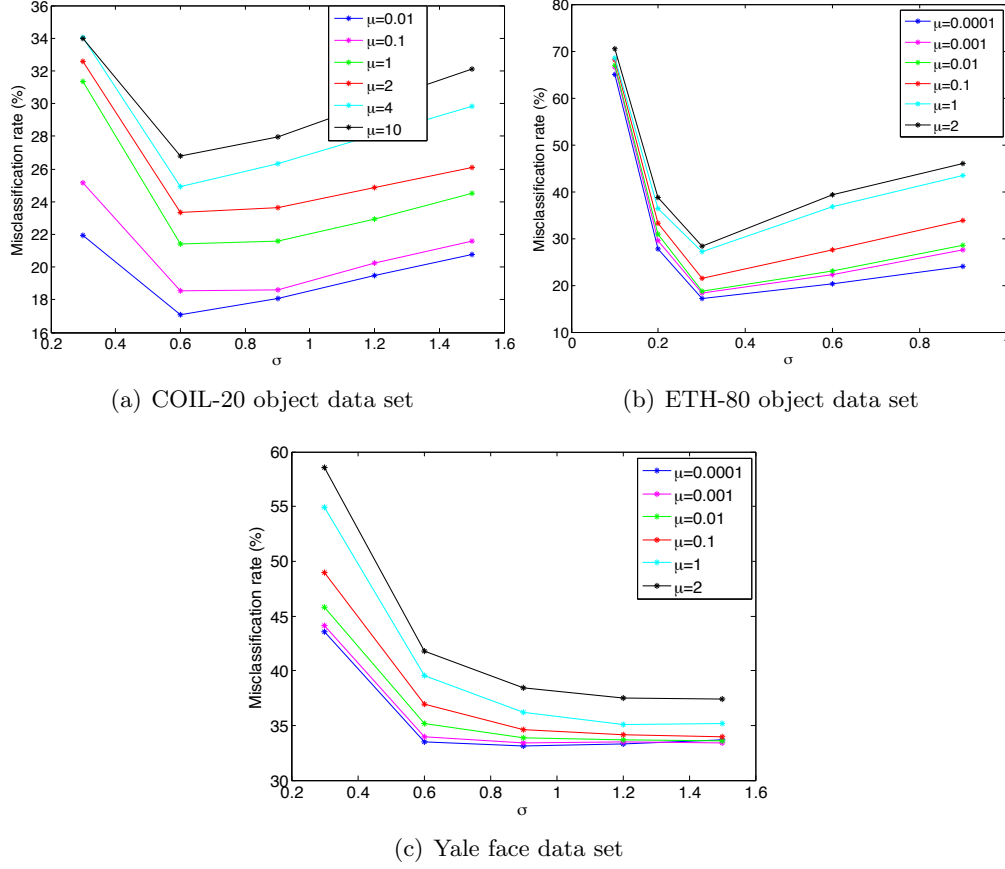 Misclassification rate (%)
36
34
32
30
28
26
24
22
20
18
16
0.2 0.4 0.6 0.8 1 1.2 1.4 1.6
σ
μ=0.01
μ=0.1
μ=1
μ=2
μ=4
μ=10
(a) COIL-20 object data set
Misclassification rate (%)
80
70
60
50
40
30
20
10
0 0.2 0.4 0.6 0.8 1
σ
μ=0.0001
μ=0.001
μ=0.01
μ=0.1
μ=1
μ=2
(b) ETH-80 object data set
Misclassification rate (%)
60
55
50
45
40
35
30
0.2 0.4 0.6 0.8 1 1.2 1.4 1.6
σ
μ=0.0001
μ=0.001
μ=0.01
μ=0.1
μ=1
μ=2
(c) Yale face data set